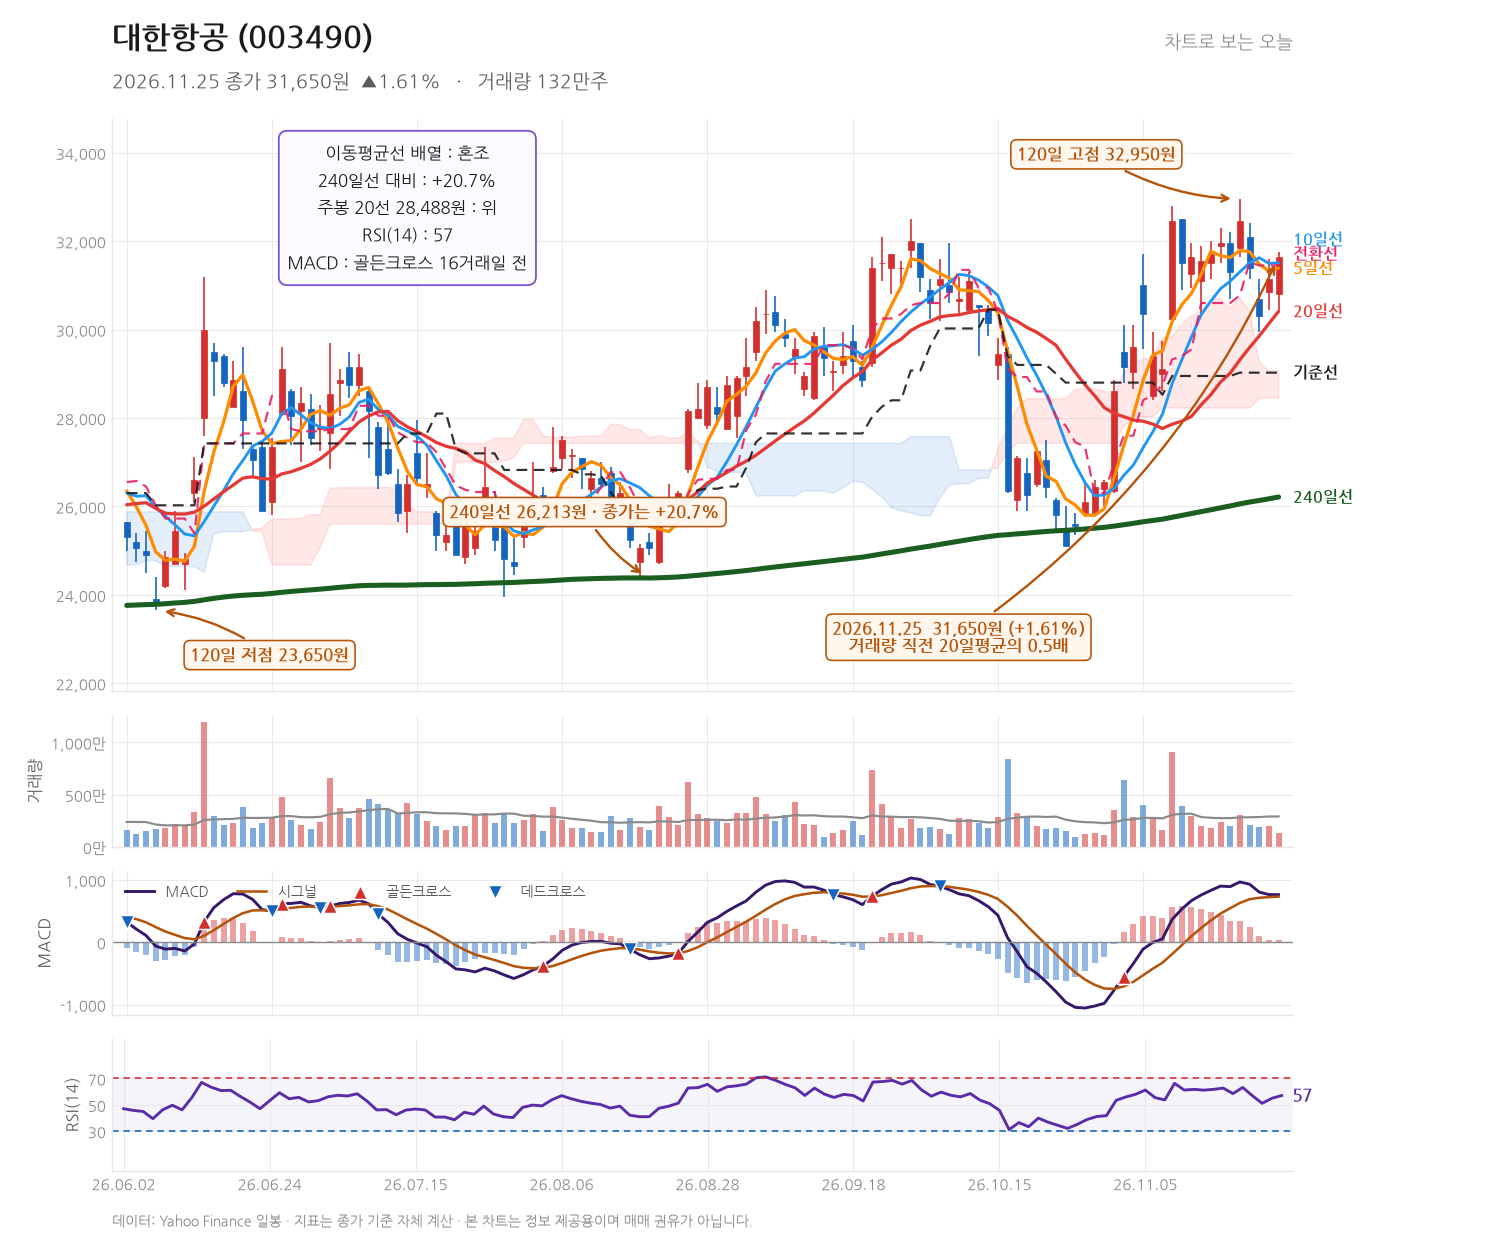 대한항공 (003490)
차트로 보는 오늘
2026.11.25 종가 31,650원 ▲1.61% · 거래량 132만주
34,000
32,000
30,000
28,000
26,000
24,000
22,000
이동평균선 배열 : 혼조
240일선 대비 : +20.7%
주봉 20선 28,488원 : 위
RSI(14) : 57
MACD : 골든크로스 16거래일 전
120일 고점 32,950원
10일선
전환선
5일선
20일선
기준선
240일선
240일선 26,213원 · 종가는 +20.7%
120일 저점 23,650원
2026.11.25 31,650원 (+1.61%)
거래량 직전 20일평균의 0.5배
거래량
1,000만
500만
0만
MACD
1,000
0
-1,000
MACD
시그널
골든크로스
데드크로스
RSI(14)
70
50
30
57
26.06.02
26.06.24
26.07.15
26.08.06
26.08.28
26.09.18
26.10.15
26.11.05
데이터: Yahoo Finance 일봉 · 지표는 종가 기준 자체 계산 · 본 차트는 정보 제공용이며 매매 권유가 아닙니다.